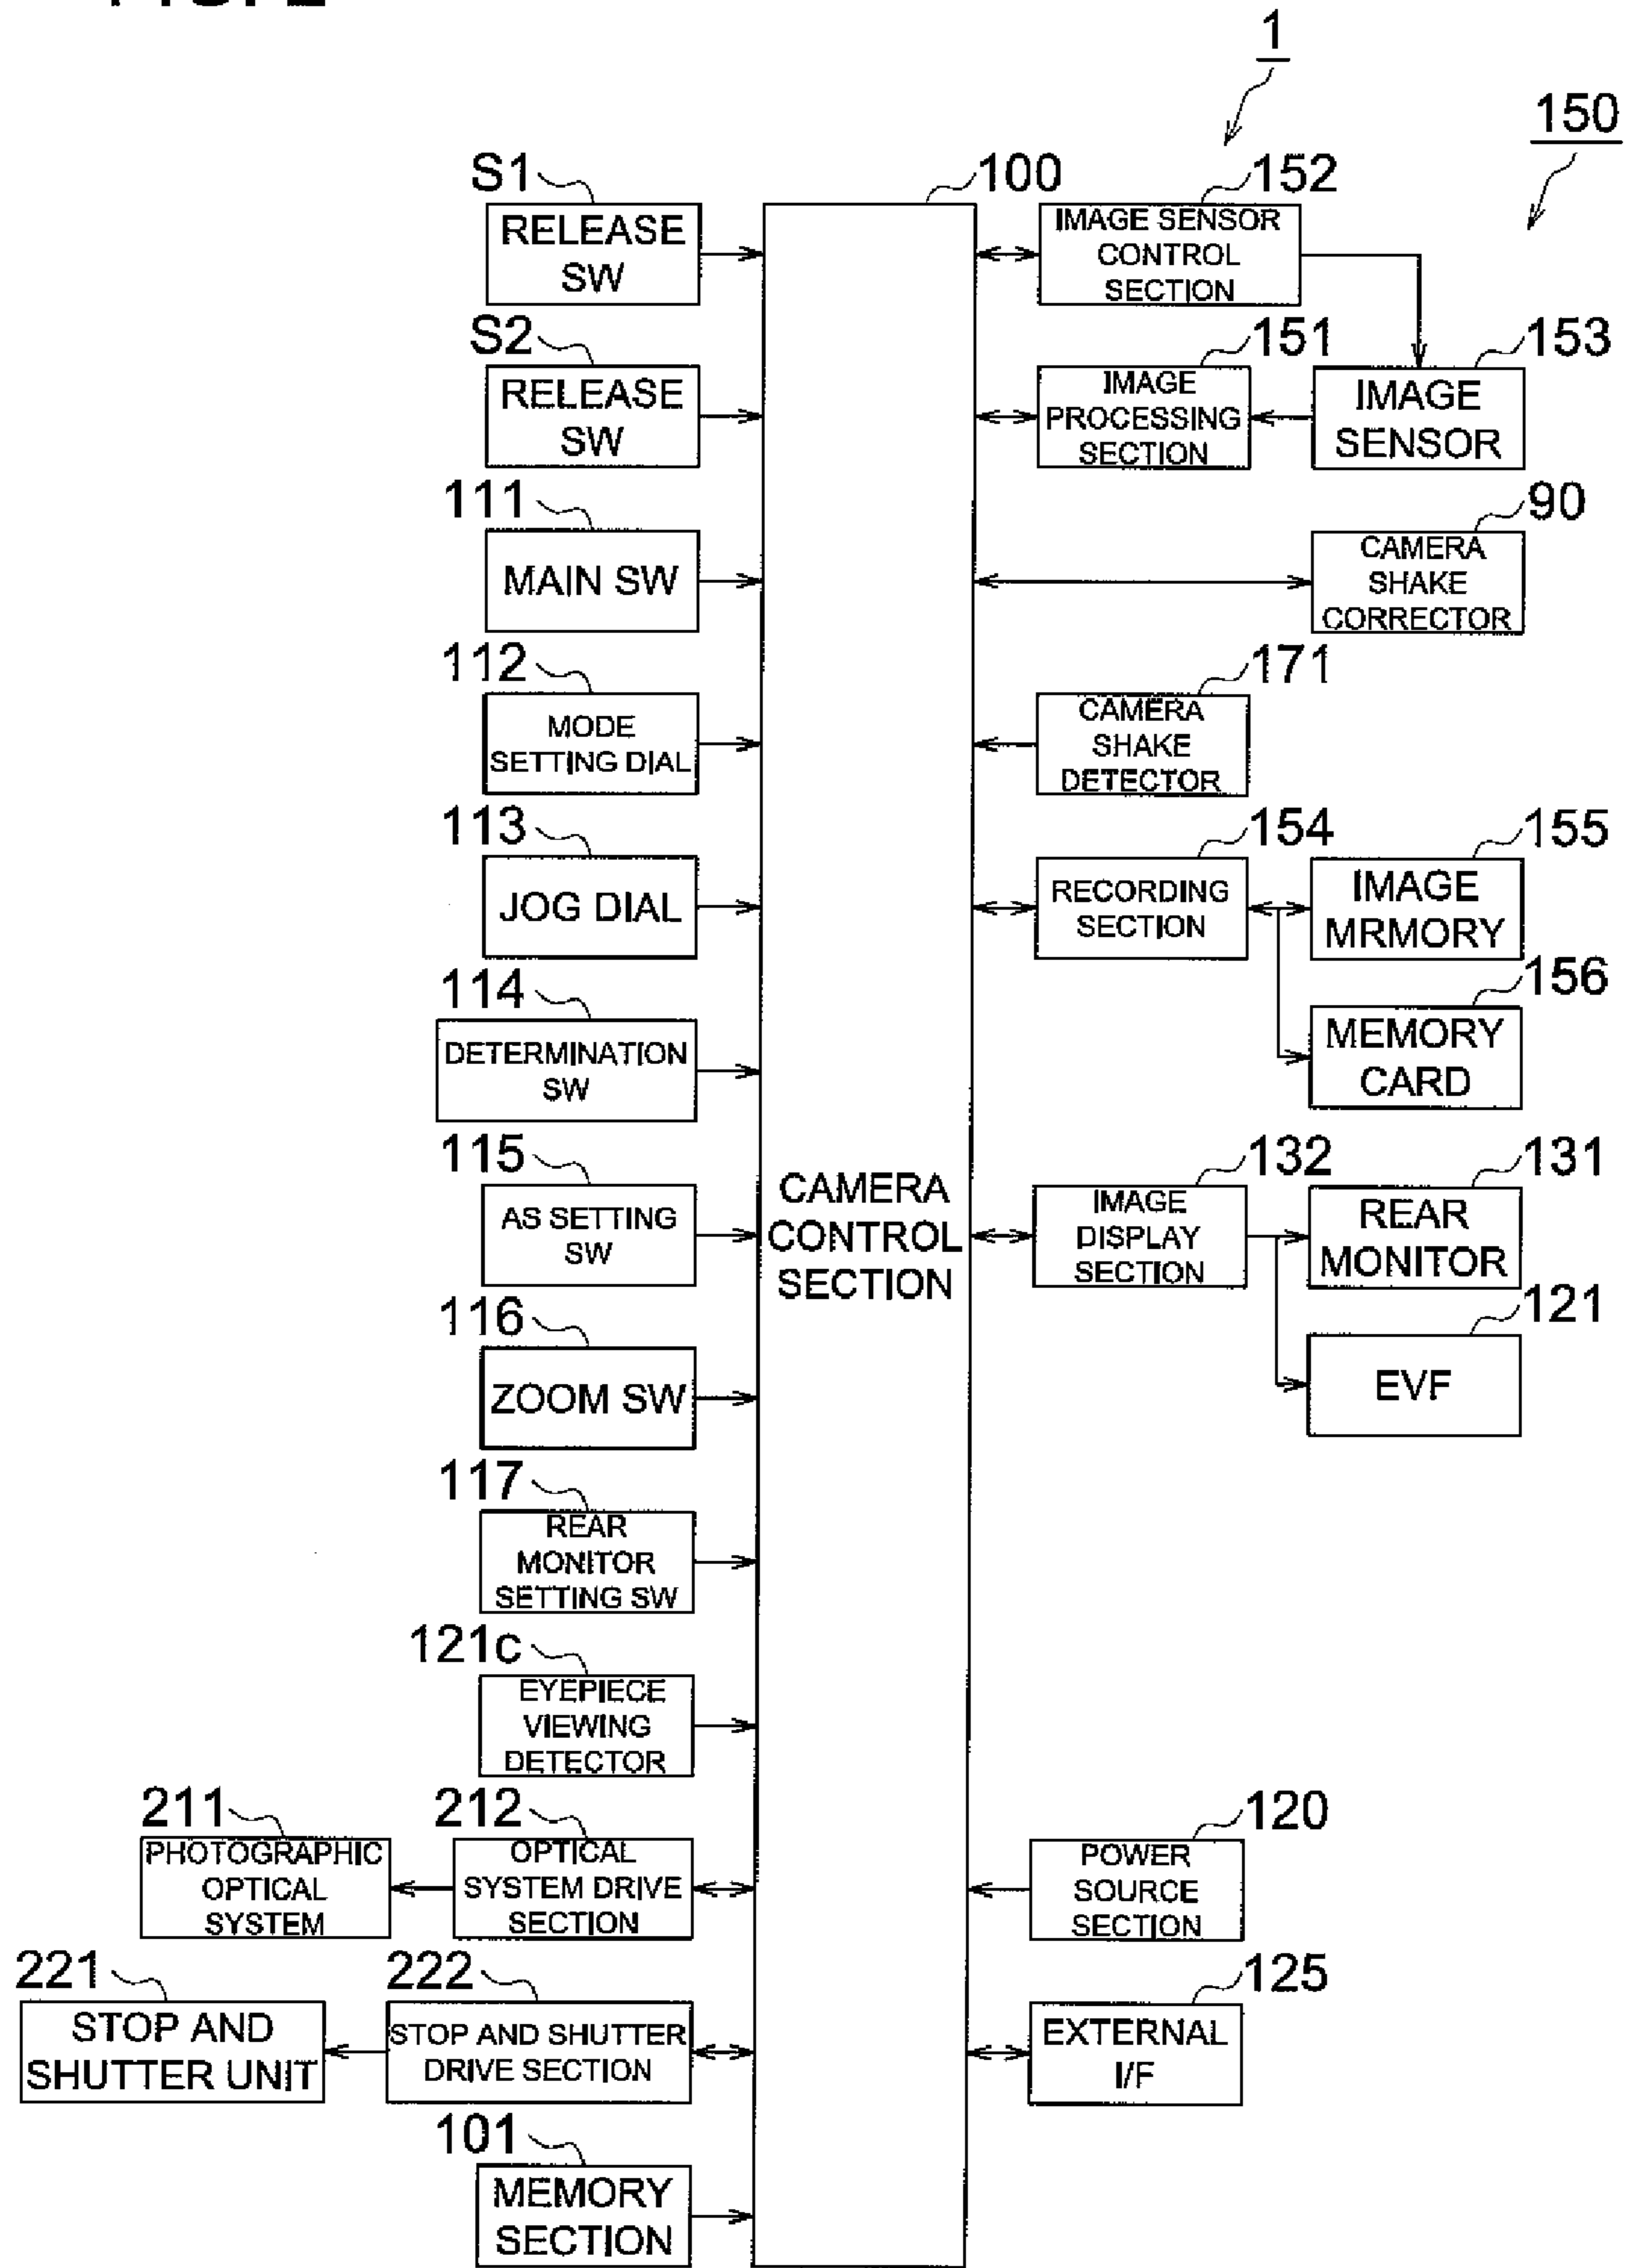 1
150
S1
100
152
RELEASE
SW
IMAGE SENSOR
CONTROL
SECTION
S2
151
153
RELEASE
SW
IMAGE
PROCESSING
SECTION
IMAGE
SENSOR
111
90
MAIN SW
CAMERA
SHAKE
CORRECTOR
112
171
MODE
SETTING DIAL
CAMERA
SHAKE
DETECTOR
113
154
155
JOG DIAL
RECORDING
SECTION
IMAGE
MRMORY
114
156
DETERMINATION
SW
MEMORY
CARD
115
132
131
AS SETTING
SW
CAMERA
CONTROL
SECTION
IMAGE
DISPLAY
SECTION
REAR
MONITOR
116
121
ZOOM SW
EVF
117
REAR
MONITOR
SETTING SW
121c
EYEPIECE
VIEWING
DETECTOR
211
212
120
PHOTOGRAPHIC
OPTICAL
SYSTEM
OPTICAL
SYSTEM DRIVE
SECTION
POWER
SOURCE
SECTION
221
222
125
STOP AND
SHUTTER UNIT
STOP AND SHUTTER
DRIVE SECTION
EXTERNAL
I/F
101
MEMORY
SECTION